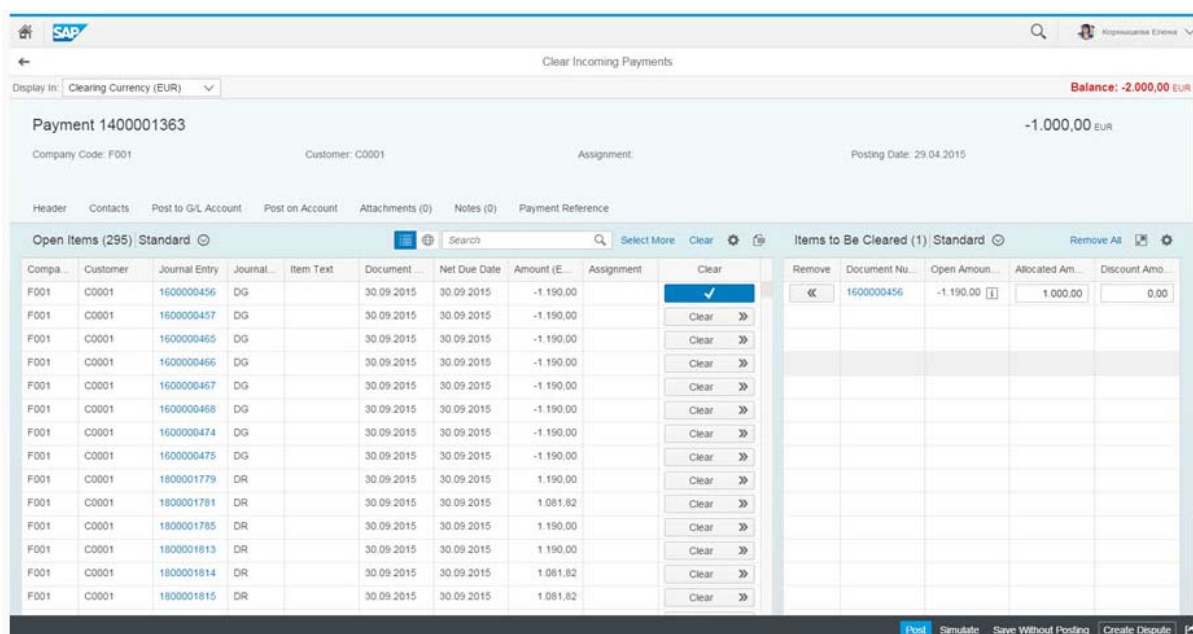 SAP
Корнышева Елена
Clear Incoming Payments
Display In: Clearing Currency (EUR)
Balance: -2.000,00 EUR
Payment 1400001363
-1.000,00 EUR
Company Code: F001 Customer: C0001 Assignment: Posting Date: 29.04.2015
Header Contacts Post to G/L Account Post on Account Attachments (0) Notes (0) Payment Reference
Open Items (295) Standard Search Select More Clear
Items to Be Cleared (1) Standard Remove All
Compa... Customer Journal Entry Journal... Item Text Document ... Net Due Date Amount (E... Assignment Clear
F001 C0001 1600000456 DG 30.09.2015 30.09.2015 -1.190,00
F001 C0001 1600000457 DG 30.09.2015 30.09.2015 -1.190,00 Clear
F001 C0001 1600000465 DG 30.09.2015 30.09.2015 -1.190,00 Clear
F001 C0001 1600000466 DG 30.09.2015 30.09.2015 -1.190,00 Clear
F001 C0001 1600000467 DG 30.09.2015 30.09.2015 -1.190,00 Clear
F001 C0001 1600000468 DG 30.09.2015 30.09.2015 -1.190,00 Clear
F001 C0001 1600000474 DG 30.09.2015 30.09.2015 -1.190,00 Clear
F001 C0001 1600000475 DG 30.09.2015 30.09.2015 -1.190,00 Clear
F001 C0001 1800001779 DR 30.09.2015 30.09.2015 1.190,00 Clear
F001 C0001 1800001781 DR 30.09.2015 30.09.2015 1.081,82 Clear
F001 C0001 1800001785 DR 30.09.2015 30.09.2015 1.190,00 Clear
F001 C0001 1800001813 DR 30.09.2015 30.09.2015 1.190,00 Clear
F001 C0001 1800001814 DR 30.09.2015 30.09.2015 1.081,82 Clear
F001 C0001 1800001815 DR 30.09.2015 30.09.2015 1.081,82 Clear
Remove Document Nu... Open Amoun... Allocated Am... Discount Amo...
1600000456 -1.190,00 1.000,00 0,00
Post Simulate Save Without Posting Create Dispute